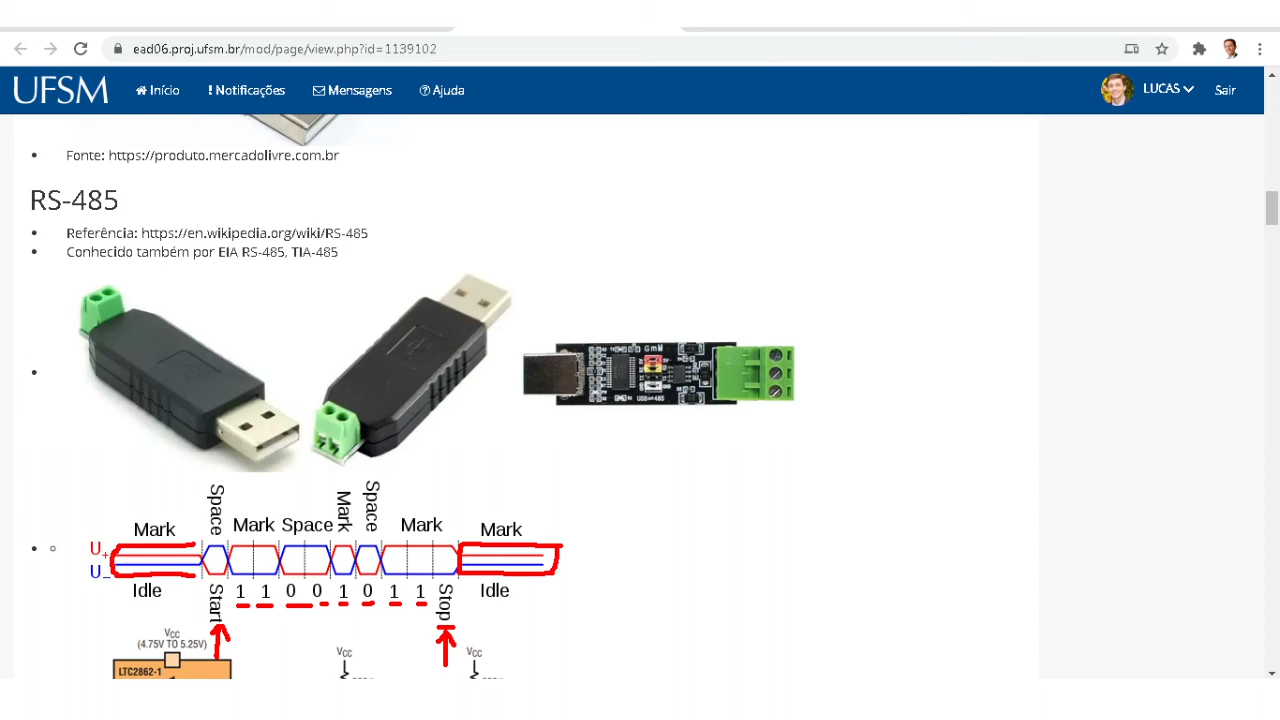 ead06.proj.ufsm.br/mod/page/view.php?id=1139102
UFSM Início Notificações Mensagens Ajuda LUCAS Sair
Fonte: https://produto.mercadolivre.com.br
RS-485
Referência: https://en.wikipedia.org/wiki/RS-485
Conhecido também por EIA RS-485, TIA-485
Mark Space Mark Space Mark Space Mark Mark
U+
U−
Idle Start 1 1 0 0 1 0 1 1 Stop Idle
VCC
(4.75V TO 5.25V)
VCC
VCC
LTC2862-1